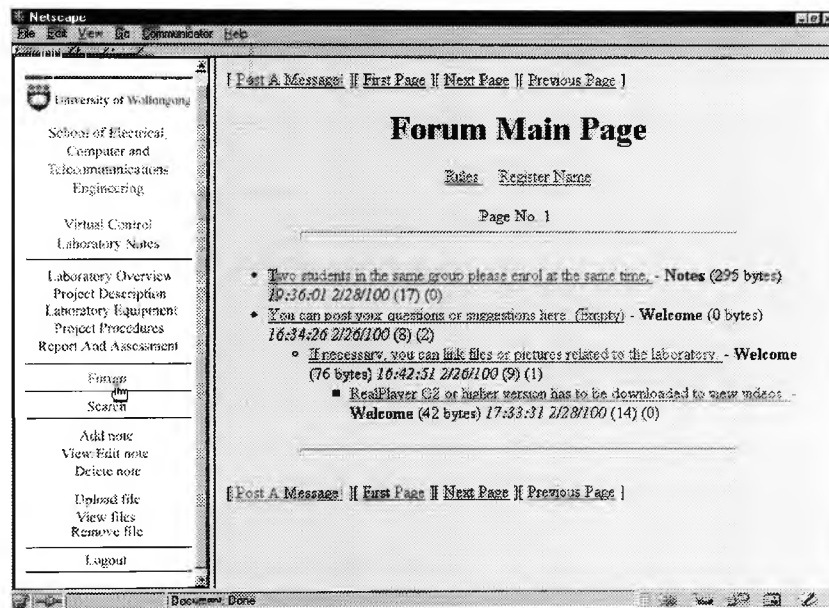 Netscape
File Edit View Go Communicator Help
University of Wollongong
School of Electrical,
Computer and
Telecommunications
Engineering
Virtual Control
Laboratory Notes
Laboratory Overview
Project Description
Laboratory Equipment
Project Procedures
Report And Assessment
Forum
Search
Add note
View/Edit note
Delete note
Upload file
View files
Remove file
Logout
[ Post A Message! ][ First Page ][ Next Page ][ Previous Page ]
Forum Main Page
Rules Register Name
Page No. 1
• Two students in the same group please enrol at the same time. - Notes (295 bytes)
19:36:01 2/28/100 (17) (0)
• You can post your questions or suggestions here. (Empty) - Welcome (0 bytes)
16:34:26 2/26/100 (8) (2)
○ If necessary, you can link files or pictures related to the laboratory. - Welcome
(76 bytes) 16:42:51 2/26/100 (9) (1)
■ RealPlayer G2 or higher version has to be downloaded to view videos. -
Welcome (42 bytes) 17:33:31 2/28/100 (14) (0)
[ Post A Message! ][ First Page ][ Next Page ][ Previous Page ]
Document: Done